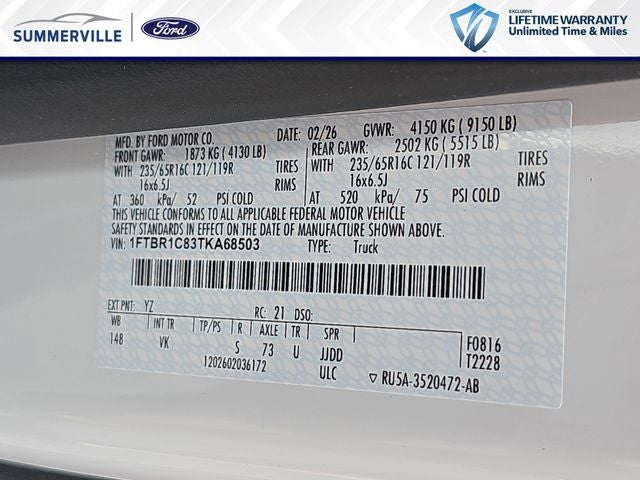 SUMMERVILLE Ford
EXCLUSIVE
LIFETIME WARRANTY
Unlimited Time & Miles
MFD. BY FORD MOTOR CO. DATE: 02/26 GVWR: 4150 KG ( 9150 LB)
FRONT GAWR: 1873 KG ( 4130 LB) REAR GAWR: 2502 KG ( 5515 LB)
WITH 235/65R16C 121/119R TIRES WITH 235/65R16C 121/119R TIRES
16x6.5J RIMS 16x6.5J RIMS
AT 360 kPa/ 52 PSI COLD AT 520 kPa/ 75 PSI COLD
THIS VEHICLE CONFORMS TO ALL APPLICABLE FEDERAL MOTOR VEHICLE
SAFETY STANDARDS IN EFFECT ON THE DATE OF MANUFACTURE SHOWN ABOVE.
VIN: 1FTBR1C83TKA68503 TYPE: Truck
EXT PNT: YZ RC: 21 DSO:
WB INT TR TP/PS R AXLE TR SPR F0816
148 VK S 73 U JJDD T2228
1202602036172 ULC ▽ RU5A-3520472-AB